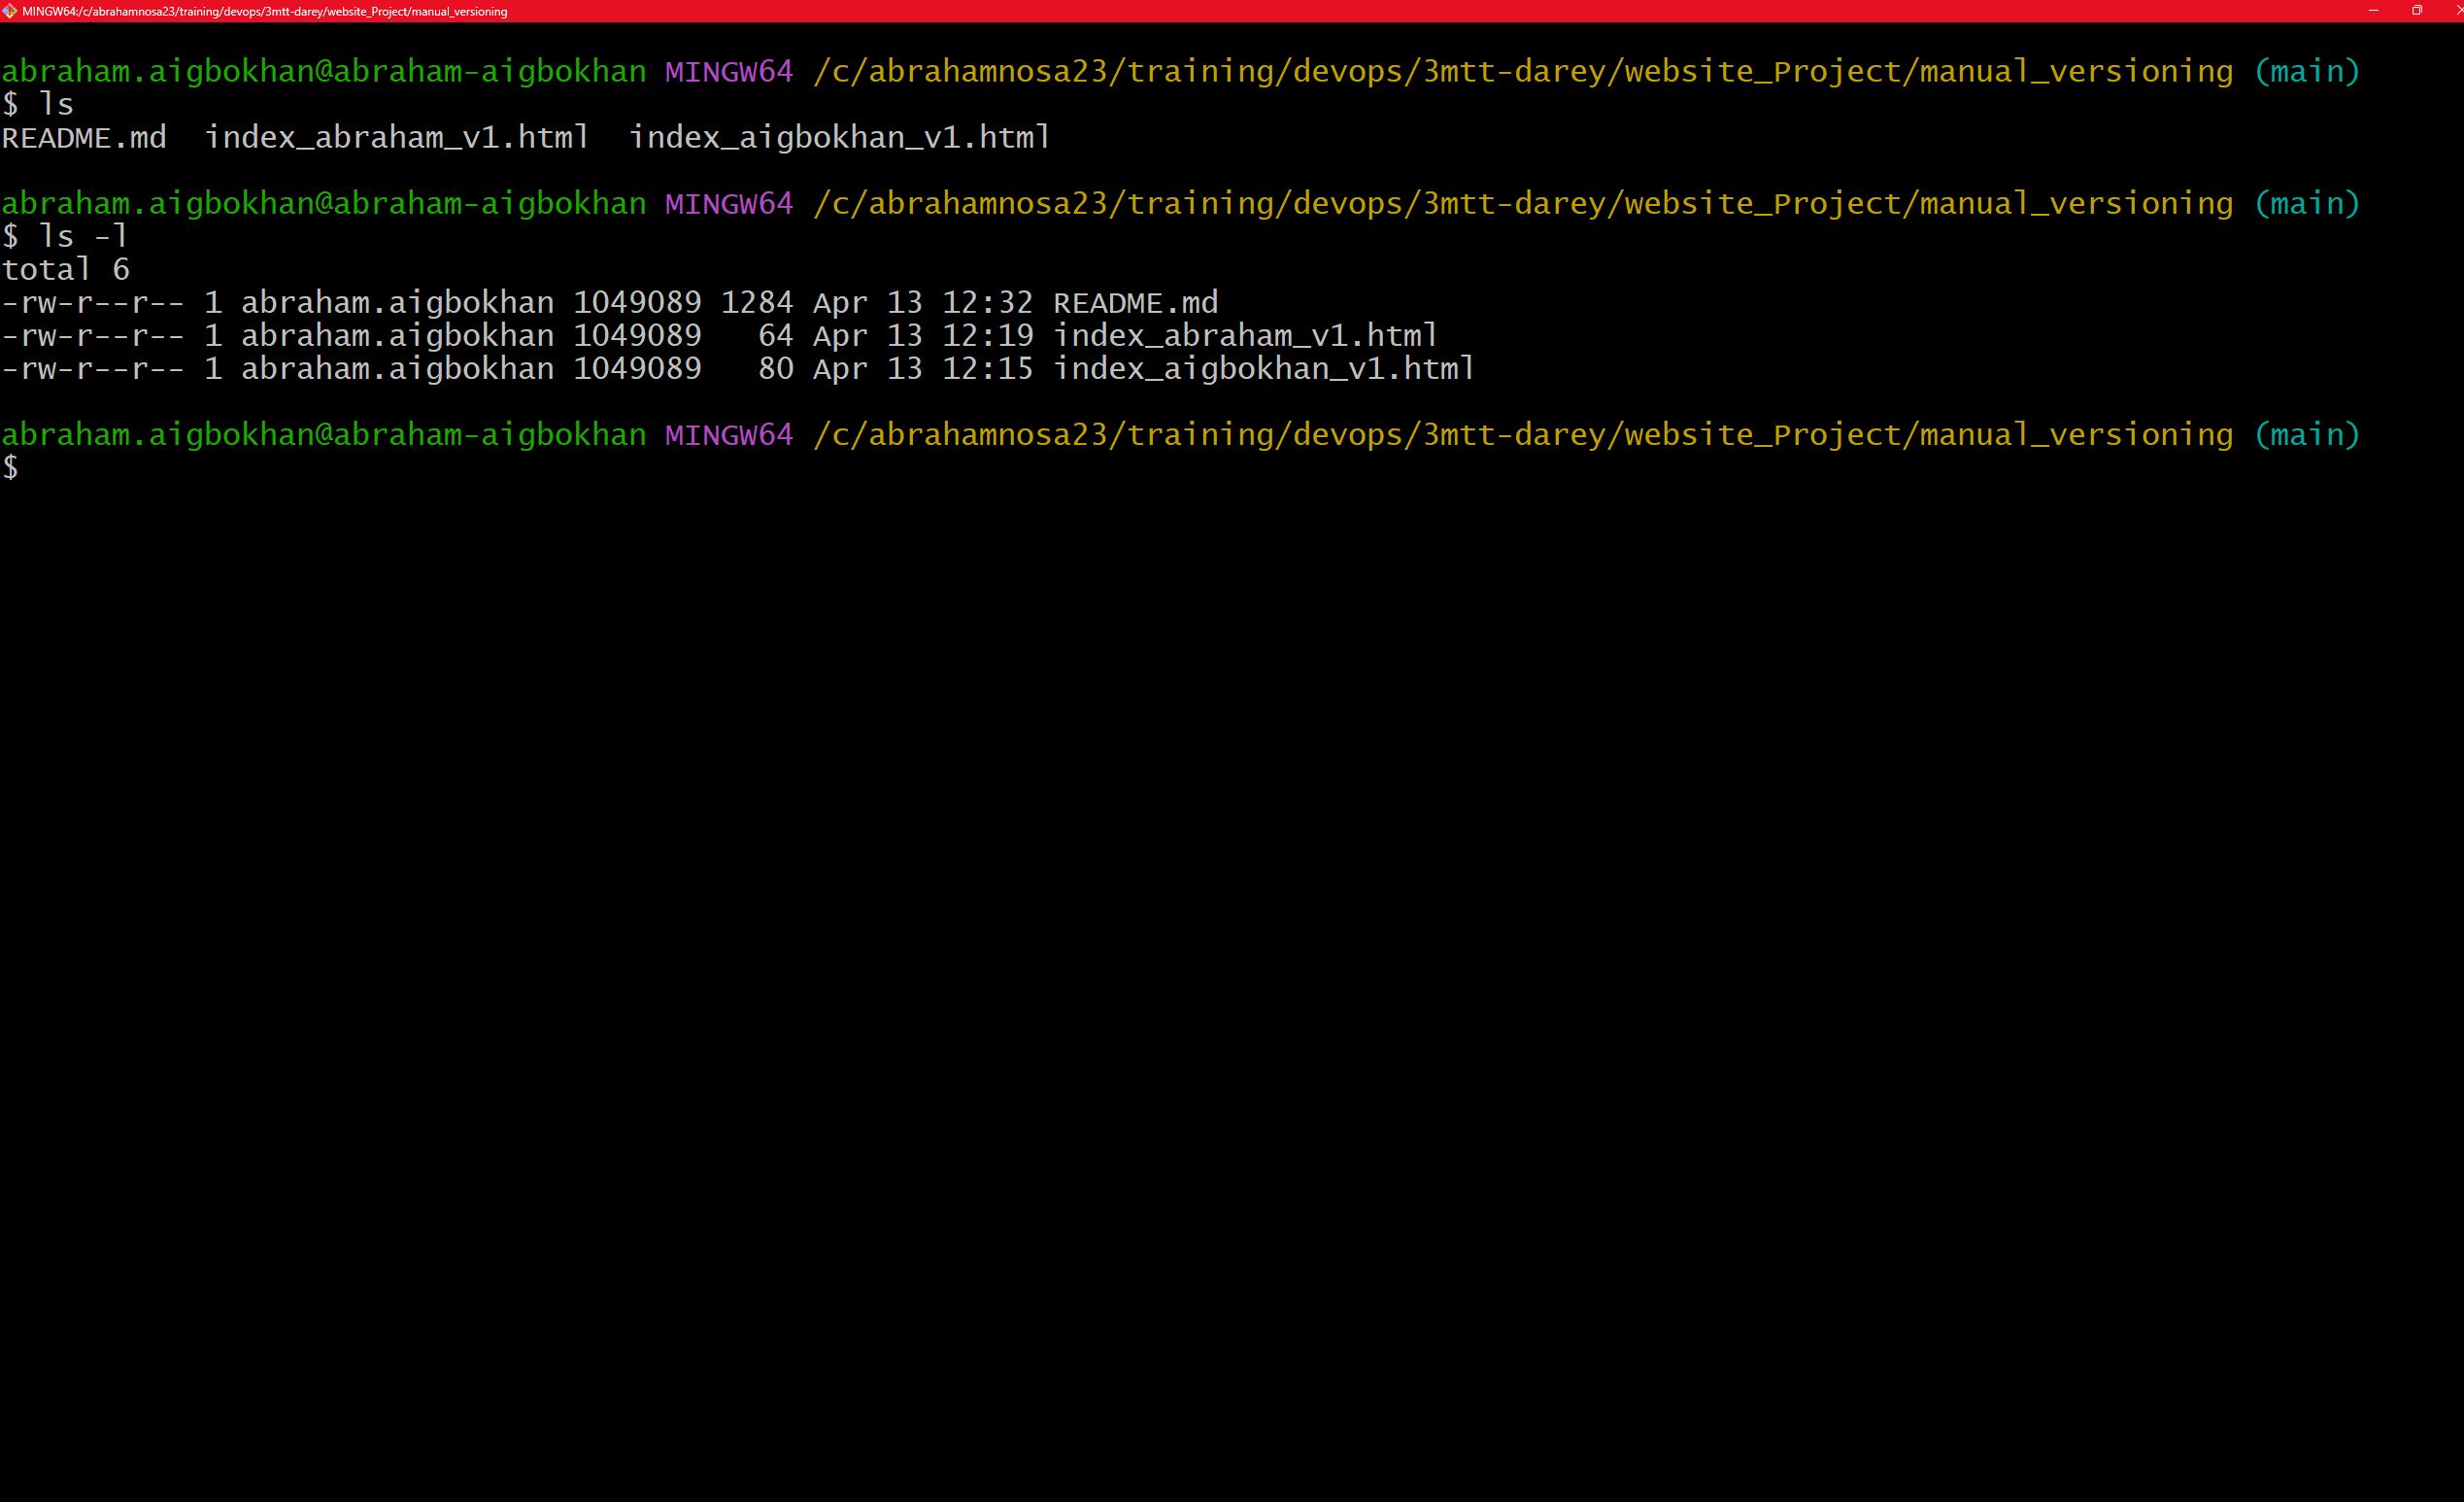 MINGW64:/c/abrahamnosa23/training/devops/3mtt-darey/website_Project/manual_versioning
abraham.aigbokhan@abraham-aigbokhan MINGW64 /c/abrahamnosa23/training/devops/3mtt-darey/website_Project/manual_versioning (main)
$ ls
README.md  index_abraham_v1.html  index_aigbokhan_v1.html
abraham.aigbokhan@abraham-aigbokhan MINGW64 /c/abrahamnosa23/training/devops/3mtt-darey/website_Project/manual_versioning (main)
$ ls -l
total 6
-rw-r--r-- 1 abraham.aigbokhan 1049089 1284 Apr 13 12:32 README.md
-rw-r--r-- 1 abraham.aigbokhan 1049089   64 Apr 13 12:19 index_abraham_v1.html
-rw-r--r-- 1 abraham.aigbokhan 1049089   80 Apr 13 12:15 index_aigbokhan_v1.html
abraham.aigbokhan@abraham-aigbokhan MINGW64 /c/abrahamnosa23/training/devops/3mtt-darey/website_Project/manual_versioning (main)
$